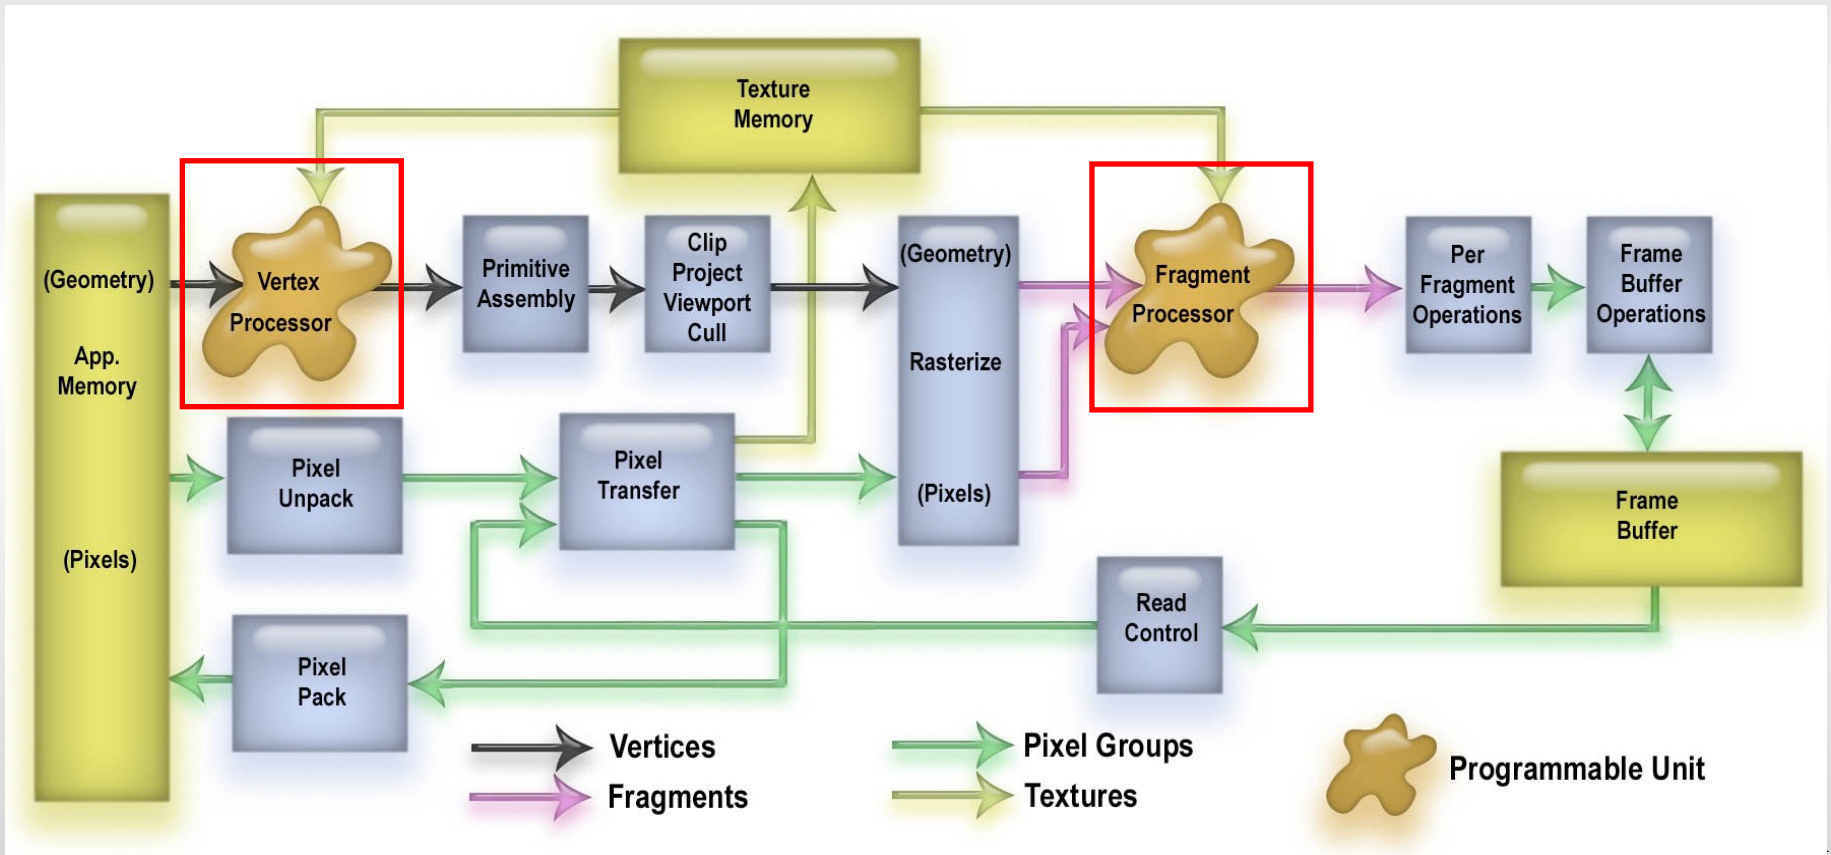 Texture
Memory
(Geometry)
App.
Memory
(Pixels)
Vertex
Processor
Primitive
Assembly
Clip
Project
Viewport
Cull
(Geometry)
Rasterize
(Pixels)
Fragment
Processor
Per
Fragment
Operations
Frame
Buffer
Operations
Pixel
Unpack
Pixel
Transfer
Frame
Buffer
Read
Control
Pixel
Pack
Vertices
Fragments
Pixel Groups
Textures
Programmable Unit